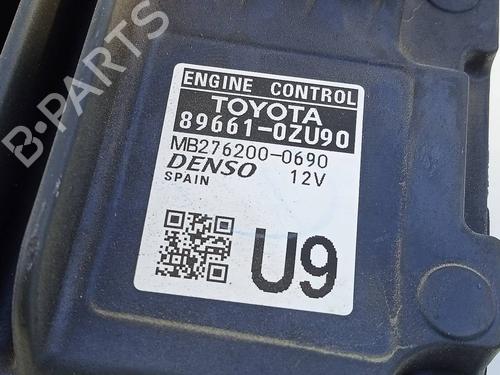 B-PARTS
ENGINE CONTROL
TOYOTA
89661-0ZU90
MB276200-0690
DENSO 12V
SPAIN
U9